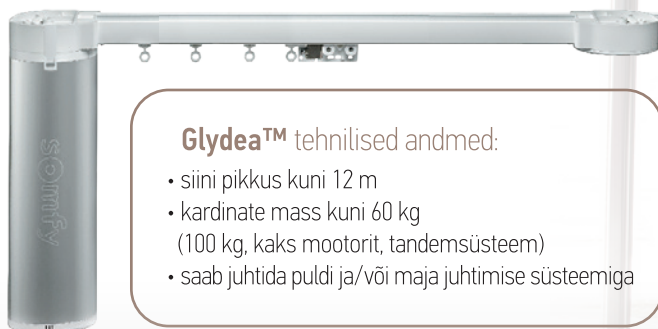 somfy
Glydea™ tehnilised andmed:
• siini pikkus kuni 12 m
• kardinate mass kuni 60 kg
(100 kg, kaks mootorit, tandemsüsteem)
• saab juhtida puldi ja/või maja juhtimise süsteemiga